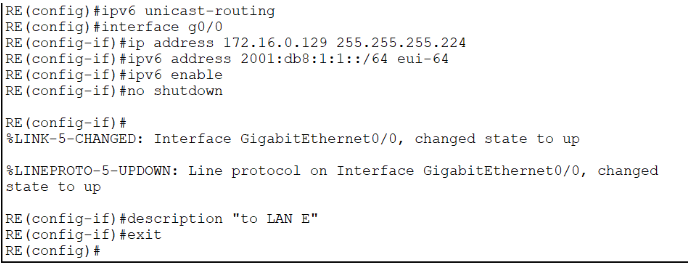 RE(config)#ipv6 unicast-routing
RE(config)#interface g0/0
RE(config-if)#ip address 172.16.0.129 255.255.255.224
RE(config-if)#ipv6 address 2001:db8:1:1::/64 eui-64
RE(config-if)#ipv6 enable
RE(config-if)#no shutdown
RE(config-if)#
%LINK-5-CHANGED: Interface GigabitEthernet0/0, changed state to up
%LINEPROTO-5-UPDOWN: Line protocol on Interface GigabitEthernet0/0, changed
state to up
RE(config-if)#description "to LAN E"
RE(config-if)#exit
RE(config)#